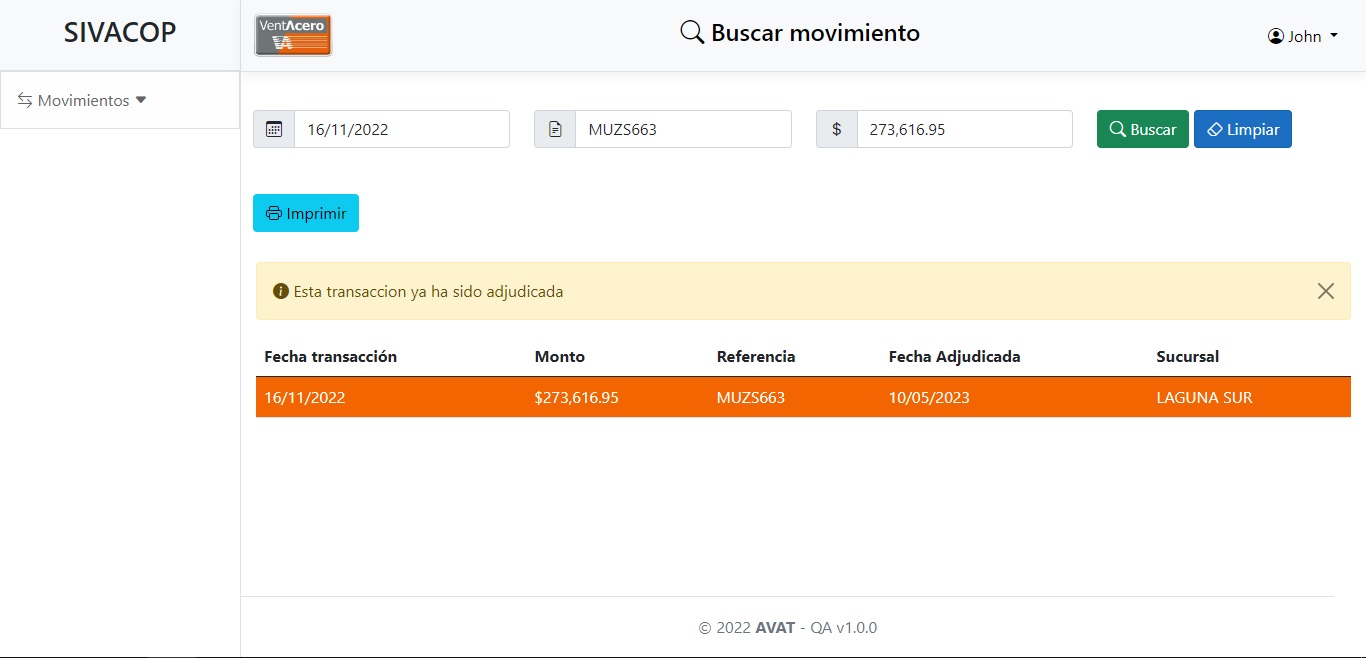 SIVACOP
VentAcero
VA
Buscar movimiento
John
Movimientos
16/11/2022
MUZS663
$ 273,616.95
Buscar
Limpiar
Imprimir
Esta transaccion ya ha sido adjudicada
Fecha transacción Monto Referencia Fecha Adjudicada Sucursal
16/11/2022 $273,616.95 MUZS663 10/05/2023 LAGUNA SUR
© 2022 AVAT - QA v1.0.0